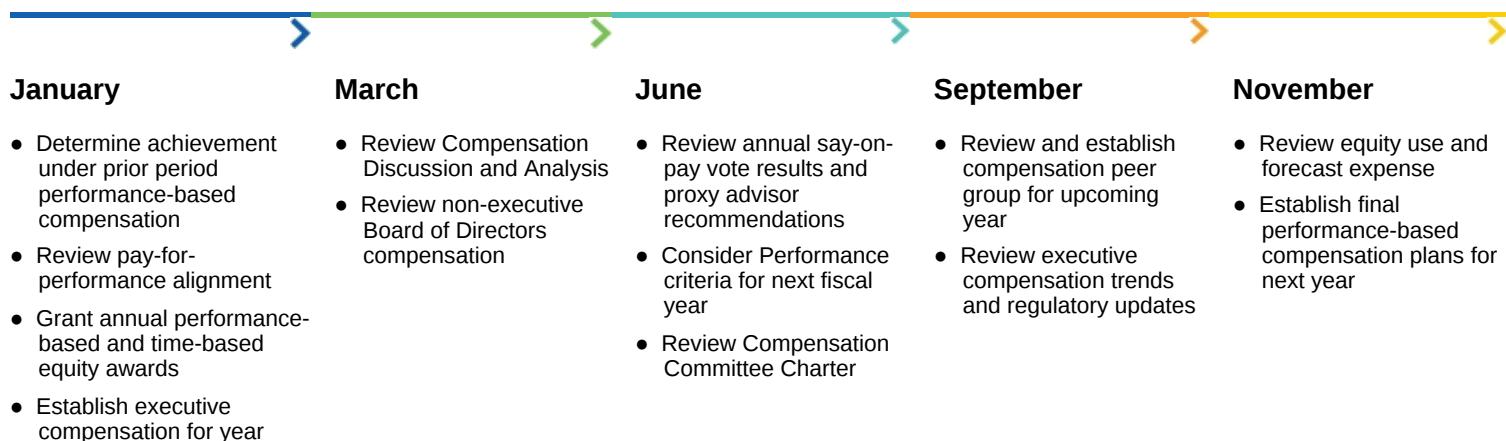 January
● Determine achievement
under prior period
performance-based
compensation
● Review pay-for-
performance alignment
● Grant annual performance-
based and time-based
equity awards
● Establish executive
compensation for year
March
● Review Compensation
Discussion and Analysis
● Review non-executive
Board of Directors
compensation
June
● Review annual say-on-
pay vote results and
proxy advisor
recommendations
● Consider Performance
criteria for next fiscal
year
● Review Compensation
Committee Charter
September
● Review and establish
compensation peer
group for upcoming
year
● Review executive
compensation trends
and regulatory updates
November
● Review equity use and
forecast expense
● Establish final
performance-based
compensation plans for
next year